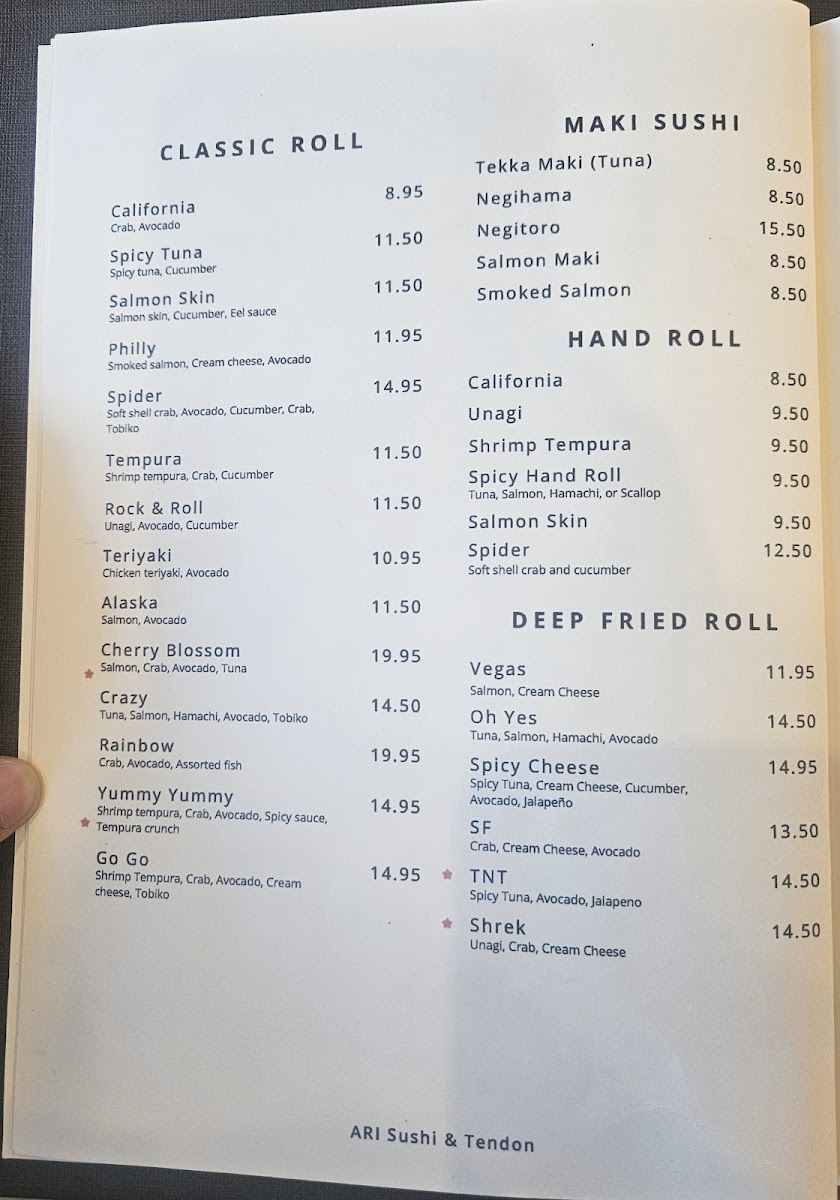 CLASSIC ROLL
California 8.95
Crab, Avocado
Spicy Tuna 11.50
Spicy tuna, Cucumber
Salmon Skin 11.50
Salmon skin, Cucumber, Eel sauce
Philly 11.95
Smoked salmon, Cream cheese, Avocado
Spider 14.95
Soft shell crab, Avocado, Cucumber, Crab,
Tobiko
Tempura 11.50
Shrimp tempura, Crab, Cucumber
Rock & Roll 11.50
Unagi, Avocado, Cucumber
Teriyaki 10.95
Chicken teriyaki, Avocado
Alaska 11.50
Salmon, Avocado
Cherry Blossom 19.95
Salmon, Crab, Avocado, Tuna
Crazy 14.50
Tuna, Salmon, Hamachi, Avocado, Tobiko
Rainbow 19.95
Crab, Avocado, Assorted fish
Yummy Yummy 14.95
Shrimp tempura, Crab, Avocado, Spicy sauce,
Tempura crunch
Go Go 14.95
Shrimp Tempura, Crab, Avocado, Cream
cheese, Tobiko
MAKI SUSHI
Tekka Maki (Tuna) 8.50
Negihama 8.50
Negitoro 15.50
Salmon Maki 8.50
Smoked Salmon 8.50
HAND ROLL
California 8.50
Unagi 9.50
Shrimp Tempura 9.50
Spicy Hand Roll 9.50
Tuna, Salmon, Hamachi, or Scallop
Salmon Skin 9.50
Spider 12.50
Soft shell crab and cucumber
DEEP FRIED ROLL
Vegas 11.95
Salmon, Cream Cheese
Oh Yes 14.50
Tuna, Salmon, Hamachi, Avocado
Spicy Cheese 14.95
Spicy Tuna, Cream Cheese, Cucumber,
Avocado, Jalapeño
SF 13.50
Crab, Cream Cheese, Avocado
TNT 14.50
Spicy Tuna, Avocado, Jalapeno
Shrek 14.50
Unagi, Crab, Cream Cheese
ARI Sushi & Tendon